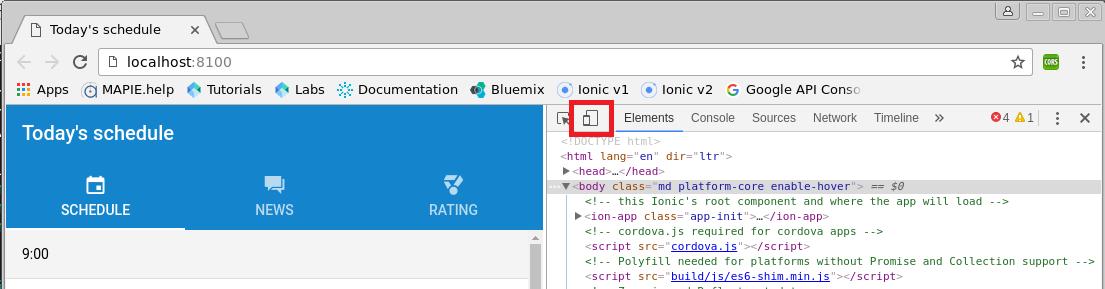 Today's schedule
localhost:8100
CORS
Apps MAPIE.help Tutorials Labs Documentation Bluemix Ionic v1 Ionic v2 Google API Conso
Today's schedule
SCHEDULE NEWS RATING
9:00
Elements Console Sources Network Timeline » 4 1
<!DOCTYPE html>
<html lang="en" dir="ltr">
▶<head>…</head>
…▼<body class="md platform-core enable-hover"> == $0
<!-- this Ionic's root component and where the app will load -->
▶<ion-app class="app-init">…</ion-app>
<!-- cordova.js required for cordova apps -->
<script src="cordova.js"></script>
<!-- Polyfill needed for platforms without Promise and Collection support -->
<script src="build/js/es6-shim.min.js"></script>